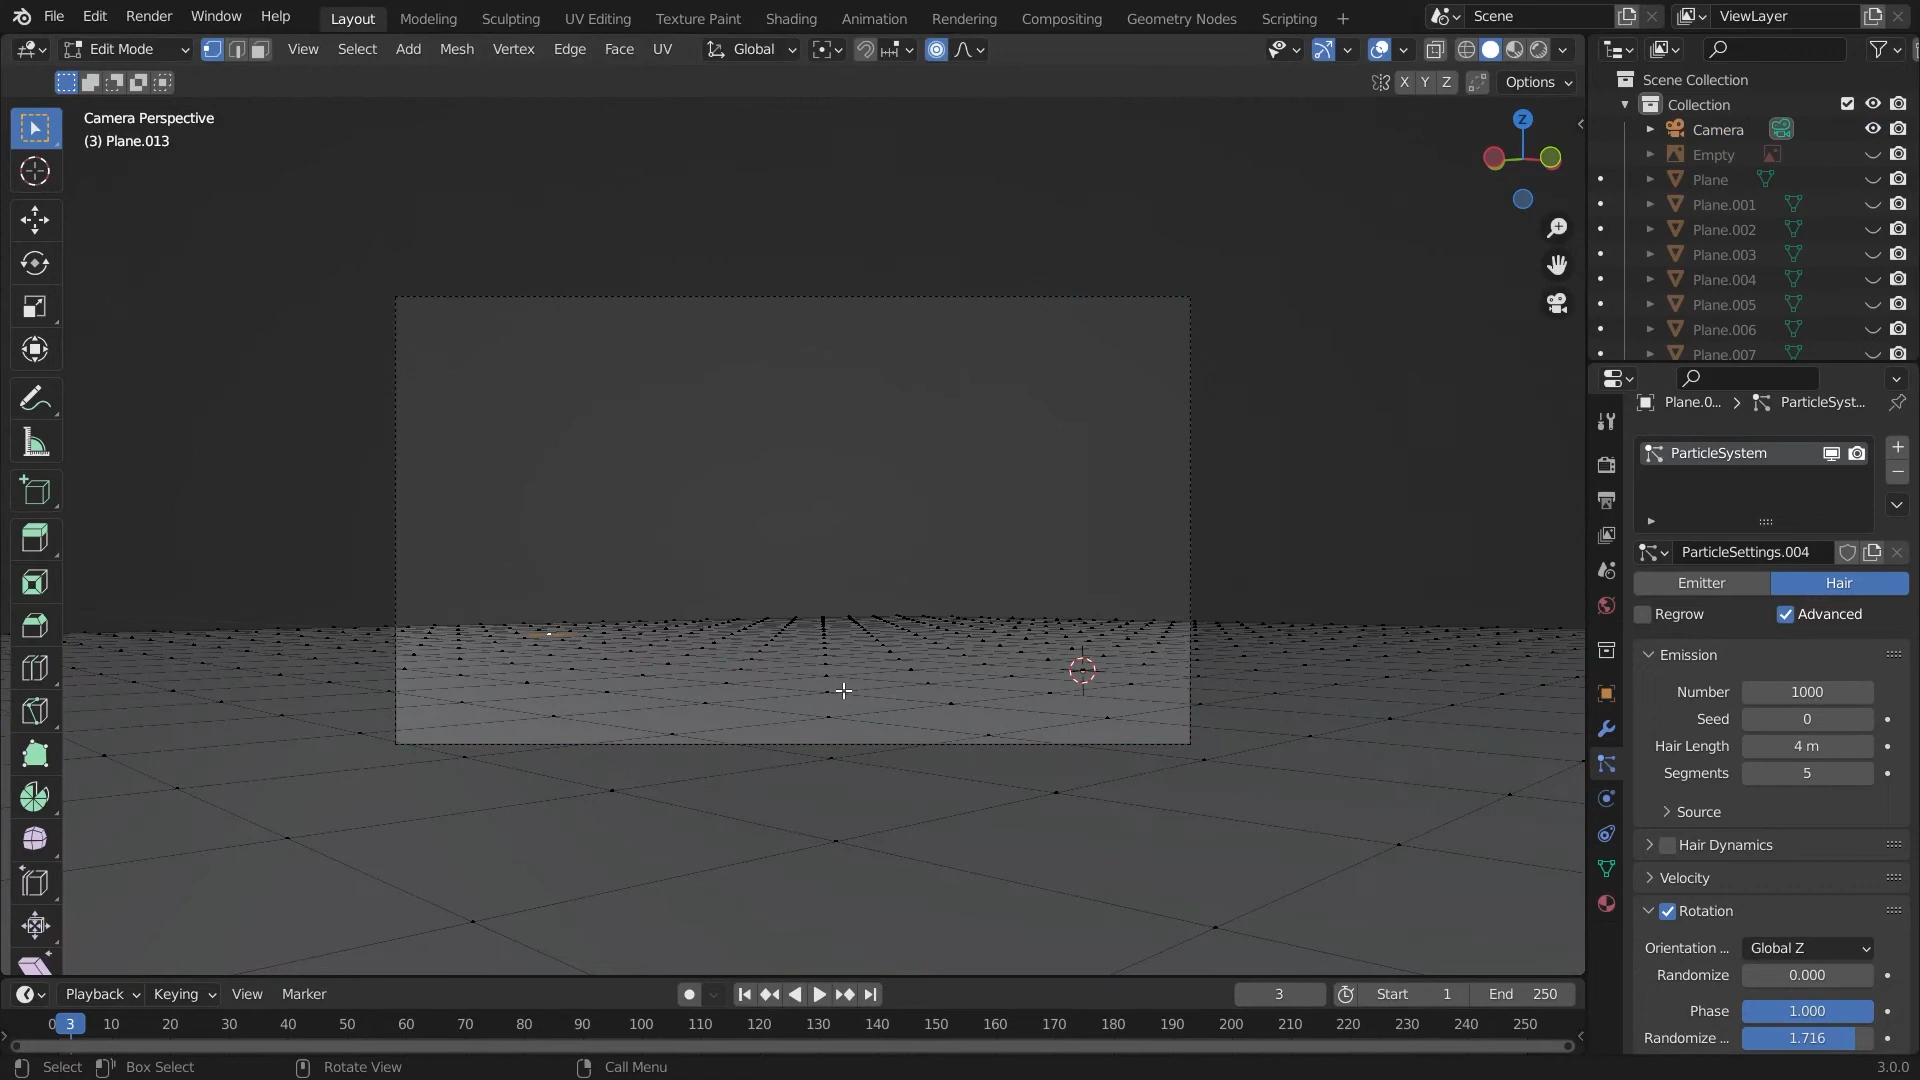 File Edit Render Window Help Layout Modeling Sculpting UV Editing Texture Paint Shading Animation Rendering Compositing Geometry Nodes Scripting + Scene ViewLayer
Edit Mode View Select Add Mesh Vertex Edge Face UV Global
X Y Z Options
Camera Perspective
(3) Plane.013
Z
Scene Collection
Collection
Camera
Empty
Plane
Plane.001
Plane.002
Plane.003
Plane.004
Plane.005
Plane.006
Plane.007
Plane.0... > ParticleSyst...
ParticleSystem
ParticleSettings.004
Emitter Hair
Regrow Advanced
Emission
Number 1000
Seed 0
Hair Length 4 m
Segments 5
Source
Hair Dynamics
Velocity
Rotation
Orientation ... Global Z
Randomize 0.000
Phase 1.000
Randomize ... 1.716
Playback Keying View Marker 3 Start 1 End 250
0 3 10 20 30 40 50 60 70 80 90 100 110 120 130 140 150 160 170 180 190 200 210 220 230 240 250
Select Box Select Rotate View Call Menu 3.0.0